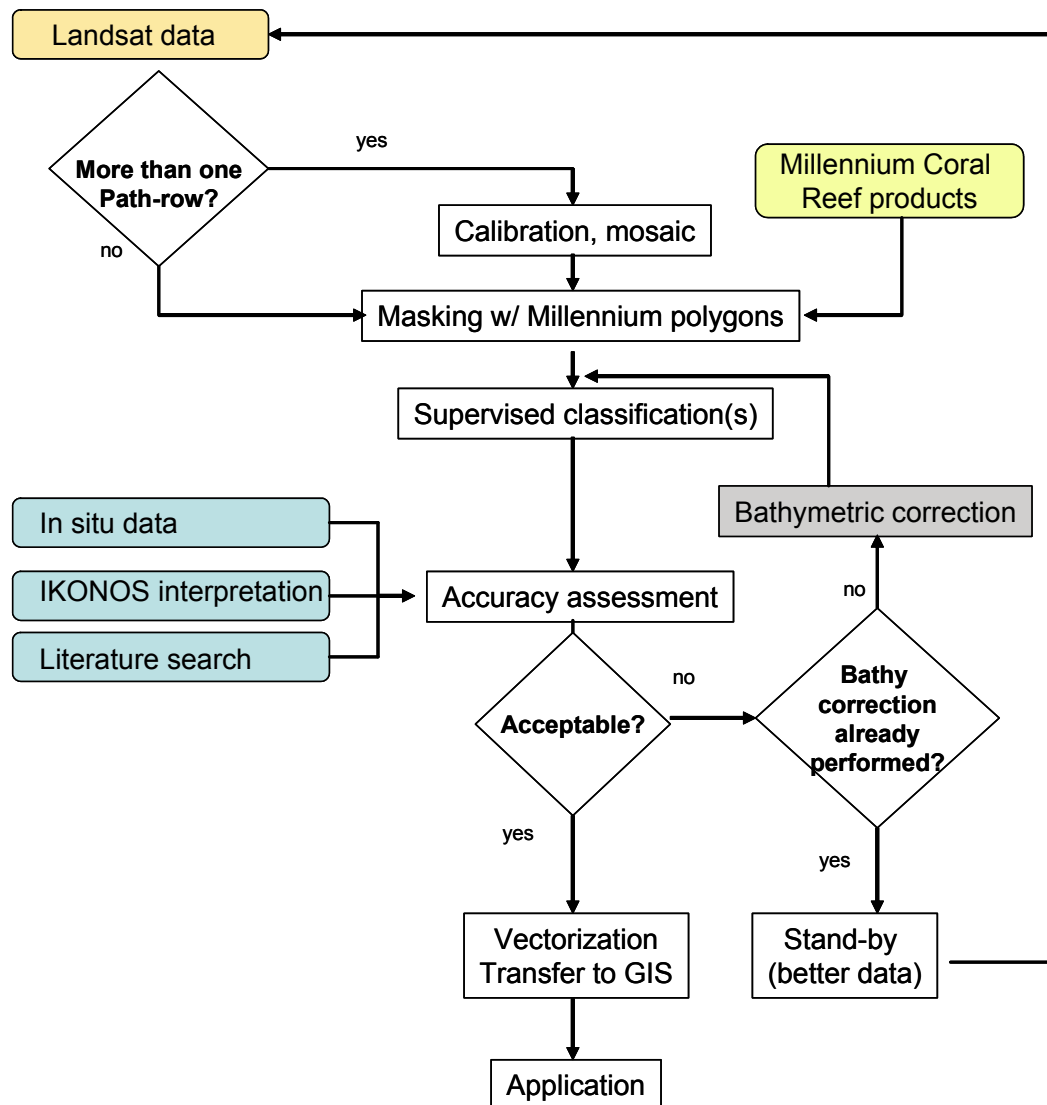 Landsat data
yes
More than one
Path-row?
no
Millennium Coral
Reef products
Calibration, mosaic
Masking w/ Millennium polygons
Supervised classification(s)
In situ data
IKONOS interpretation
Literature search
Bathymetric correction
Accuracy assessment
no
Acceptable?
no
Bathy
correction
already
performed?
yes
yes
Vectorization
Transfer to GIS
Stand-by
(better data)
Application